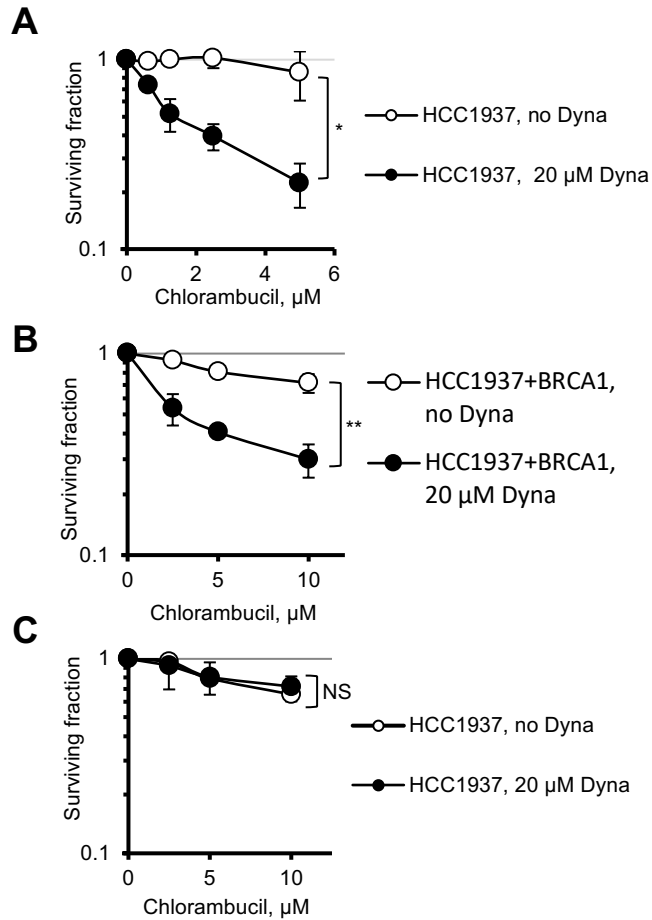 A
1
Surviving fraction
0.1
0 2 4 6
Chlorambucil, µM
*
HCC1937, no Dyna
HCC1937, 20 µM Dyna
B
1
Surviving fraction
0.1
0 5 10
Chlorambucil, µM
**
HCC1937+BRCA1,
no Dyna
HCC1937+BRCA1,
20 µM Dyna
C
1
Surviving fraction
0.1
0 5 10
Chlorambucil, µM
NS
HCC1937, no Dyna
HCC1937, 20 µM Dyna